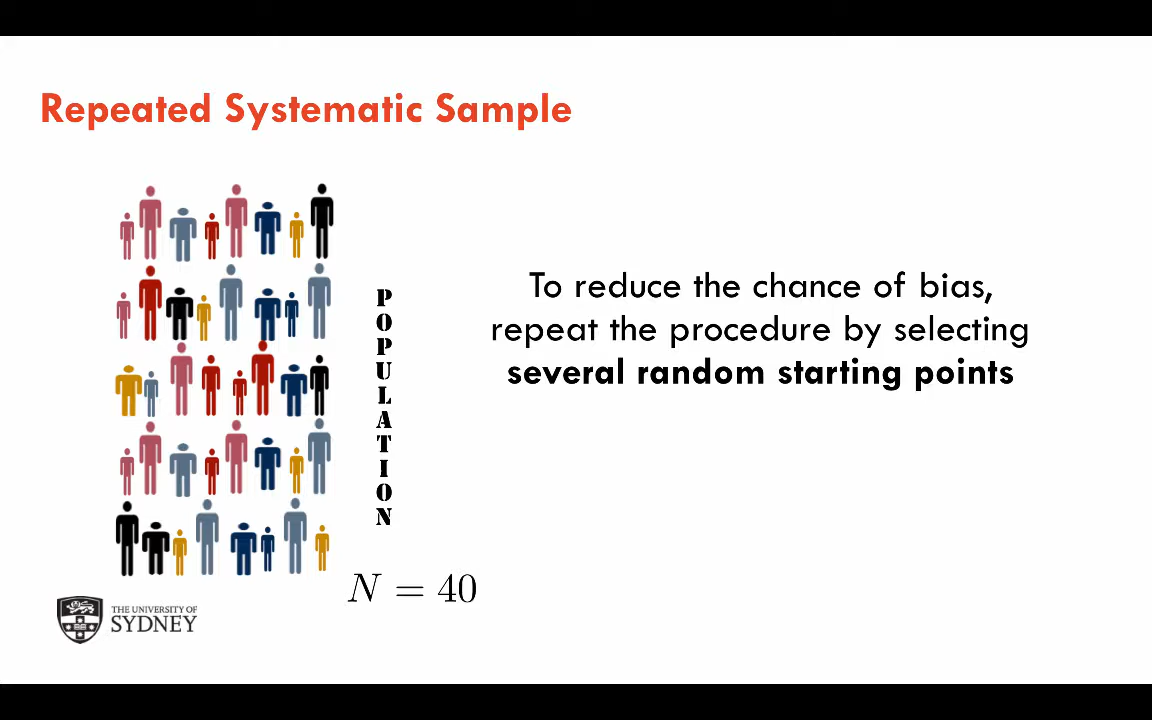 Repeated Systematic Sample
POPULATION
To reduce the chance of bias,
repeat the procedure by selecting
several random starting points
N = 40
THE UNIVERSITY OF
SYDNEY